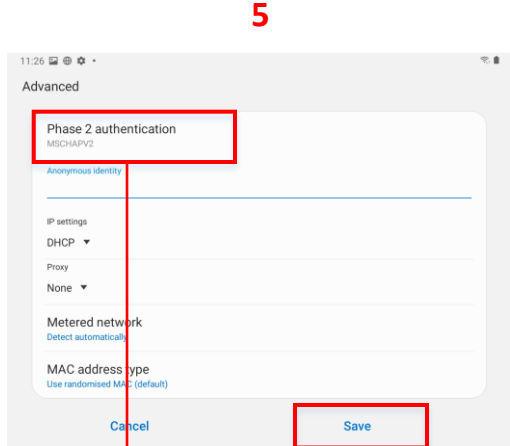 5
11:26
Advanced
Phase 2 authentication
MSCHAPV2
Anonymous identity
IP settings
DHCP
Proxy
None
Metered network
Detect automatically
MAC address type
Use randomised MAC (default)
Cancel Save